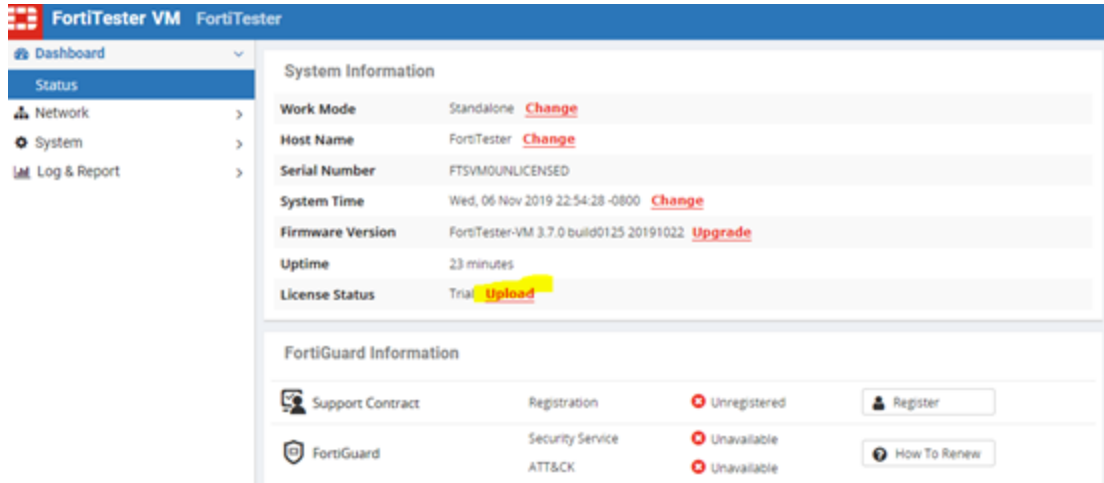 FortiTester VM FortiTester
Dashboard
Status
Network
System
Log & Report
System Information
Work Mode Standalone Change
Host Name FortiTester Change
Serial Number FTSVM0UNLICENSED
System Time Wed, 06 Nov 2019 22:54:28 -0800 Change
Firmware Version FortiTester-VM 3.7.0 build0125 20191022 Upgrade
Uptime 23 minutes
License Status Trial Upload
FortiGuard Information
Support Contract Registration Unregistered Register
FortiGuard Security Service Unavailable How To Renew
ATT&CK Unavailable